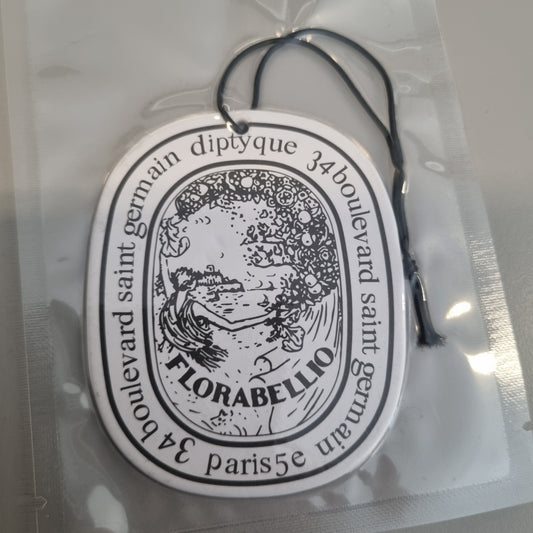 diptyque 34 boulevard saint germain paris5e 34 boulevard saint germain
FLORABELLIO